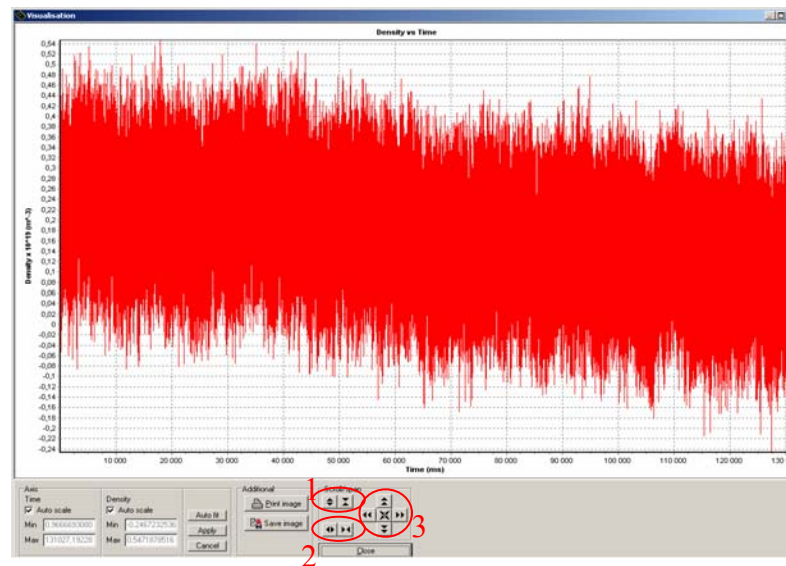 Visualisation
Density vs Time
0,54
0,52
0,5
0,48
0,46
0,44
0,42
0,4
0,38
0,36
0,34
0,32
0,3
0,28
0,26
0,24
0,22
0,2
0,18
0,16
0,14
0,12
0,1
0,08
0,06
0,04
0,02
0
-0,02
-0,04
-0,06
-0,08
-0,1
-0,12
-0,14
-0,16
-0,18
-0,2
-0,22
-0,24
Density x 10^19 (m^-3)
10 000 20 000 30 000 40 000 50 000 60 000 70 000 80 000 90 000 100 000 110 000 120 000 130
Time (ms)
Axis
Time
Auto scale
Min
Max 131027,19228
Density
Auto scale
Min -0,2467232536
Max 0,5471878516
Auto fit
Apply
Cancel
Additional
Print image
Save image
Scroll/span
1
2
3
Close